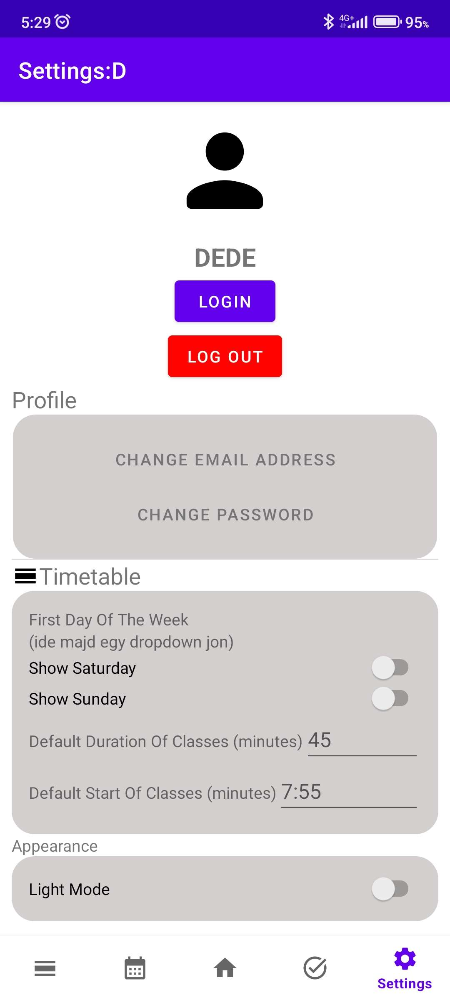 5:29
4G+ 95%
Settings:D
DEDE
LOGIN
LOG OUT
Profile
CHANGE EMAIL ADDRESS
CHANGE PASSWORD
Timetable
First Day Of The Week
(ide majd egy dropdown jon)
Show Saturday
Show Sunday
Default Duration Of Classes (minutes) 45
Default Start Of Classes (minutes) 7:55
Appearance
Light Mode
Settings